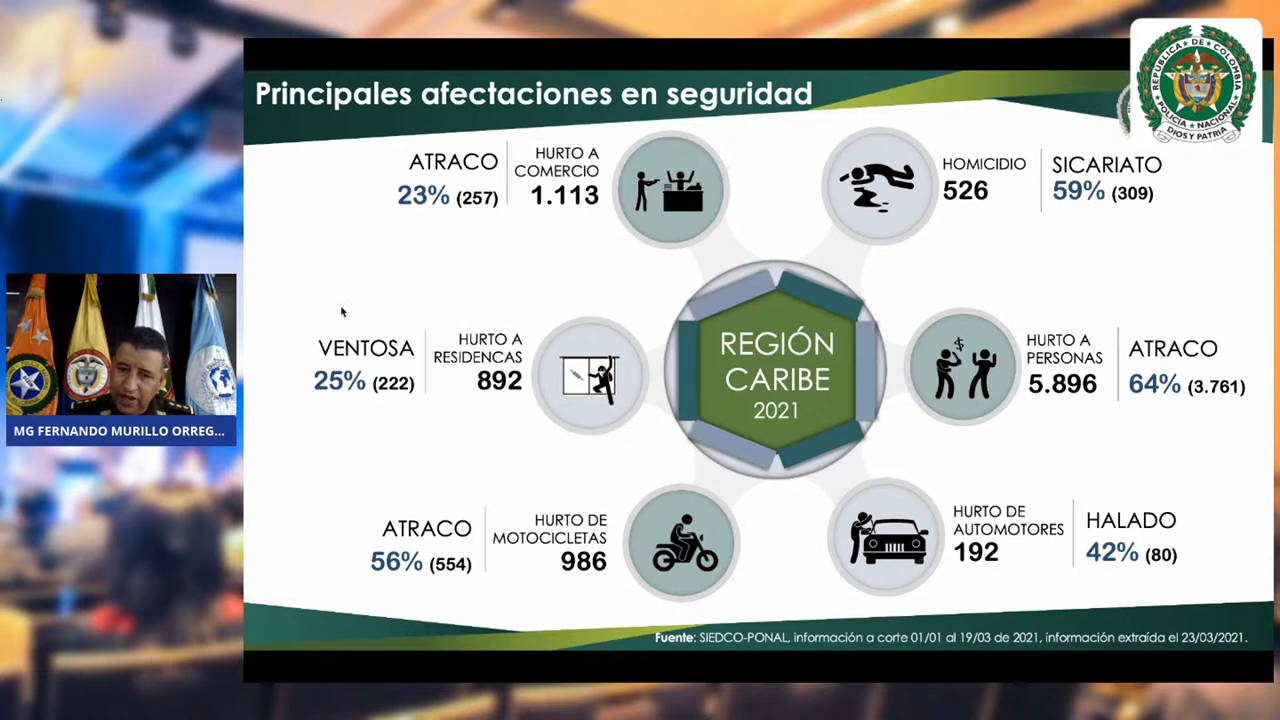 Principales afectaciones en seguridad
REPÚBLICA DE COLOMBIA
POLICÍA NACIONAL
DIOS Y PATRIA
ATRACO
23% (257)
HURTO A
COMERCIO
1.113
HOMICIDIO
526
SICARIATO
59% (309)
VENTOSA
25% (222)
HURTO A
RESIDENCAS
892
REGIÓN
CARIBE
2021
HURTO A
PERSONAS
5.896
ATRACO
64% (3.761)
MG FERNANDO MURILLO ORREG...
ATRACO
56% (554)
HURTO DE
MOTOCICLETAS
986
HURTO DE
AUTOMOTORES
192
HALADO
42% (80)
Fuente: SIEDCO-PONAL, información a corte 01/01 al 19/03 de 2021, información extraída el 23/03/2021.